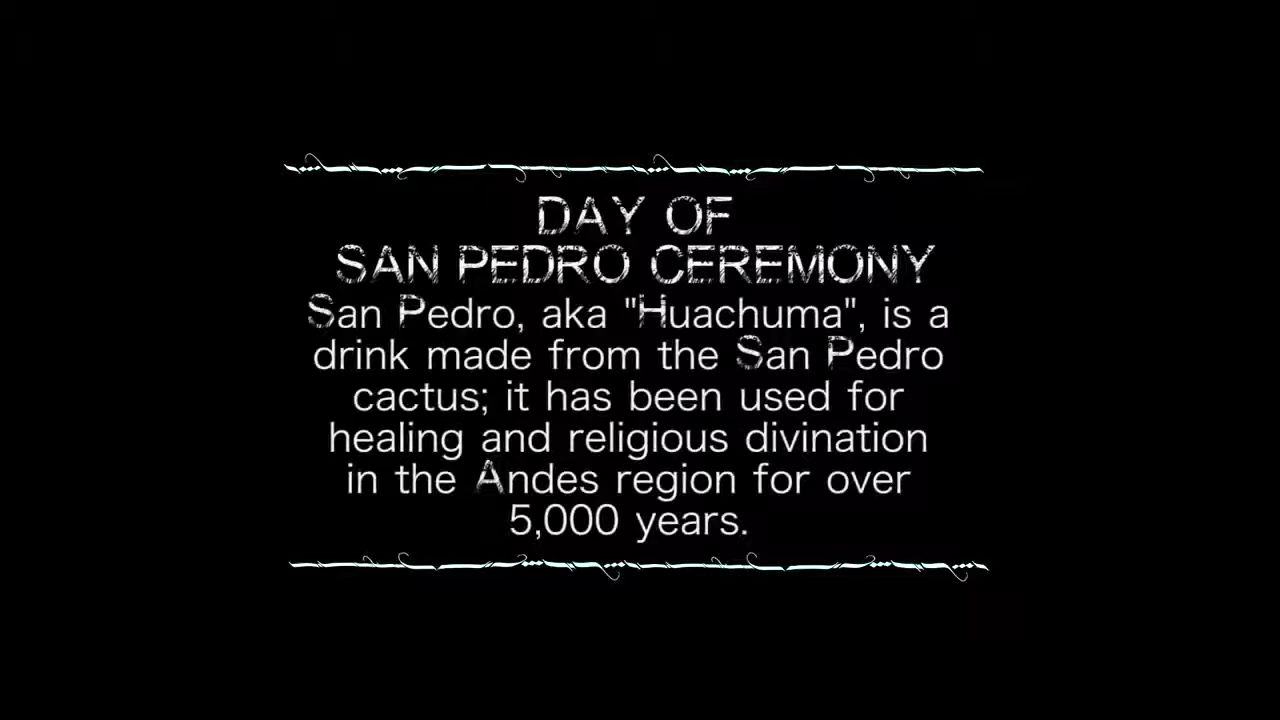 DAY OF
SAN PEDRO CEREMONY
San Pedro, aka "Huachuma", is a
drink made from the San Pedro
cactus; it has been used for
healing and religious divination
in the Andes region for over
5,000 years.